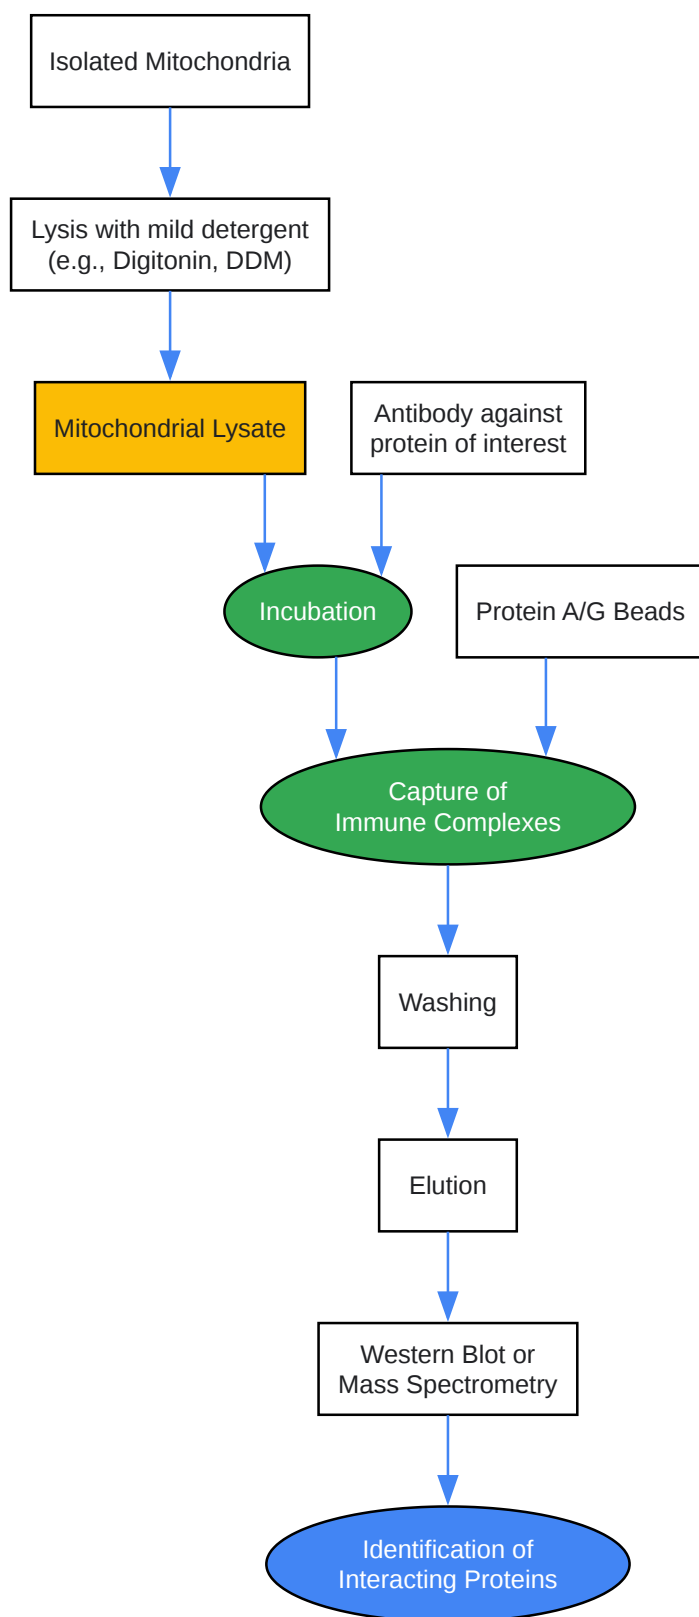 Isolated Mitochondria
Lysis with mild detergent
(e.g., Digitonin, DDM)
Mitochondrial Lysate
Antibody against
protein of interest
Incubation
Protein A/G Beads
Capture of
Immune Complexes
Washing
Elution
Western Blot or
Mass Spectrometry
Identification of
Interacting Proteins